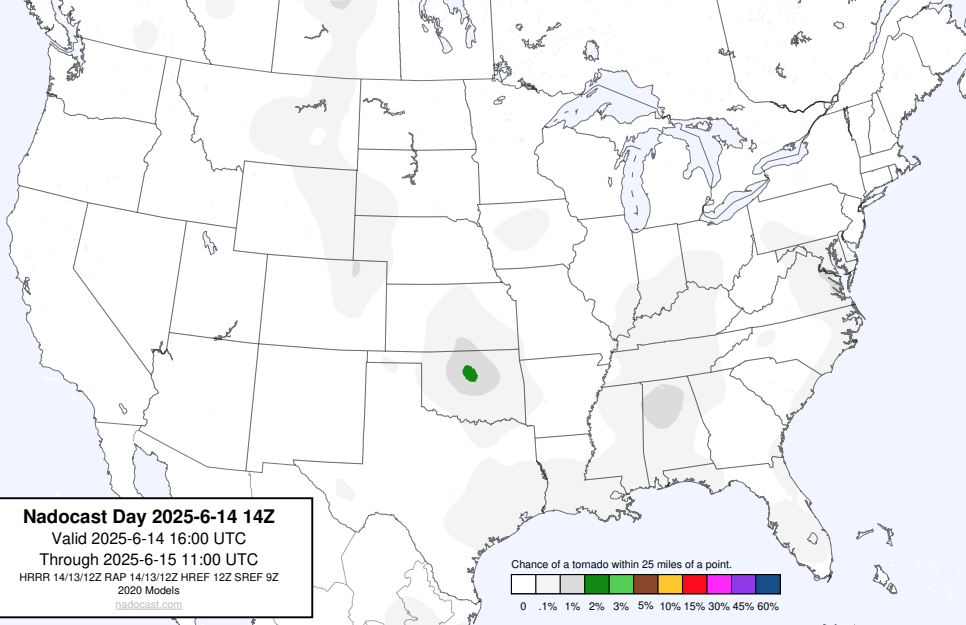 Nadocast Day 2025-6-14 14Z
Valid 2025-6-14 16:00 UTC
Through 2025-6-15 11:00 UTC
HRRR 14/13/12Z RAP 14/13/12Z HREF 12Z SREF 9Z
2020 Models
nadocast.com
Chance of a tornado within 25 miles of a point.
0 .1% 1% 2% 3% 5% 10% 15% 30% 45% 60%